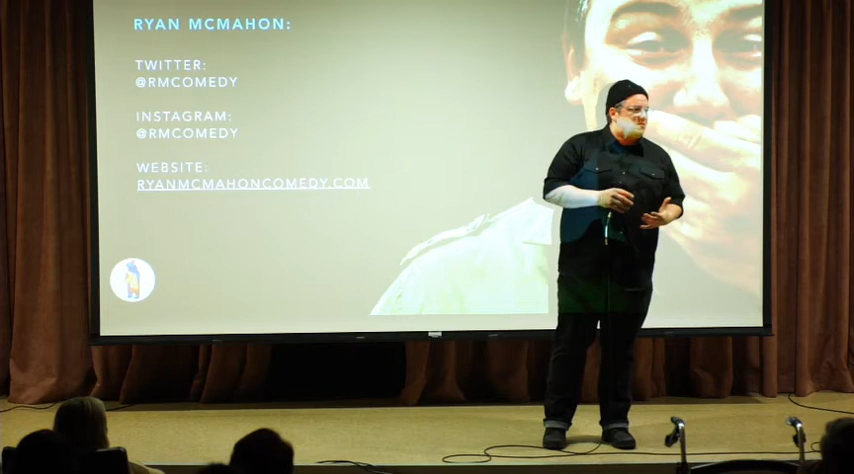 RYAN MCMAHON:
TWITTER:
@RMCOMEDY
INSTAGRAM:
@RMCOMEDY
WEBSITE:
RYANMCMAHONCOMEDY.COM